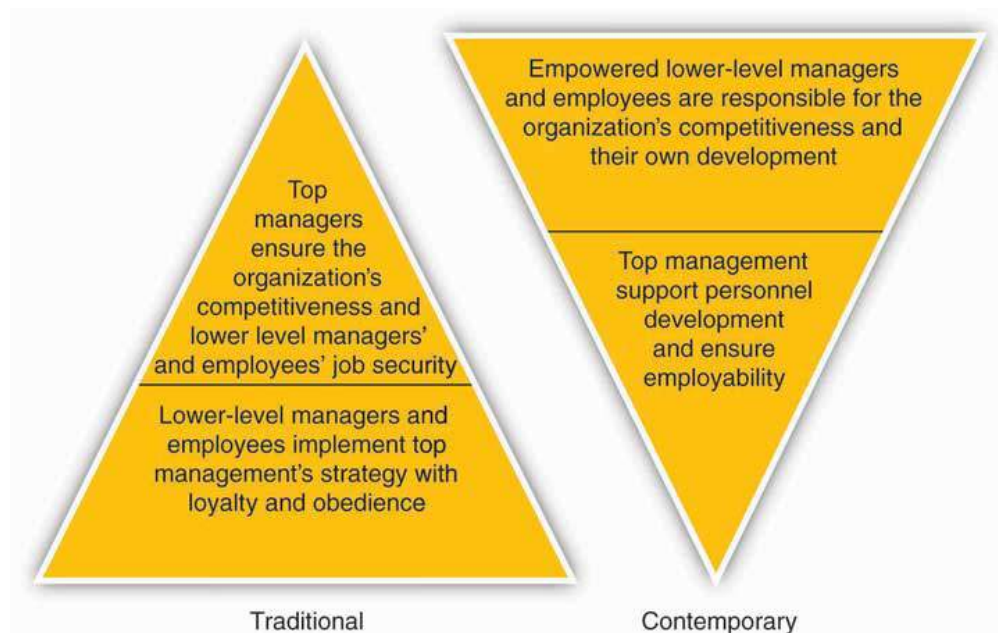 Top
managers
ensure the
organization's
competitiveness and
lower level managers'
and employees' job security
Lower-level managers and
employees implement top
management's strategy with
loyalty and obedience
Traditional
Empowered lower-level managers
and employees are responsible for the
organization's competitiveness and
their own development
Top management
support personnel
development
and ensure
employability
Contemporary